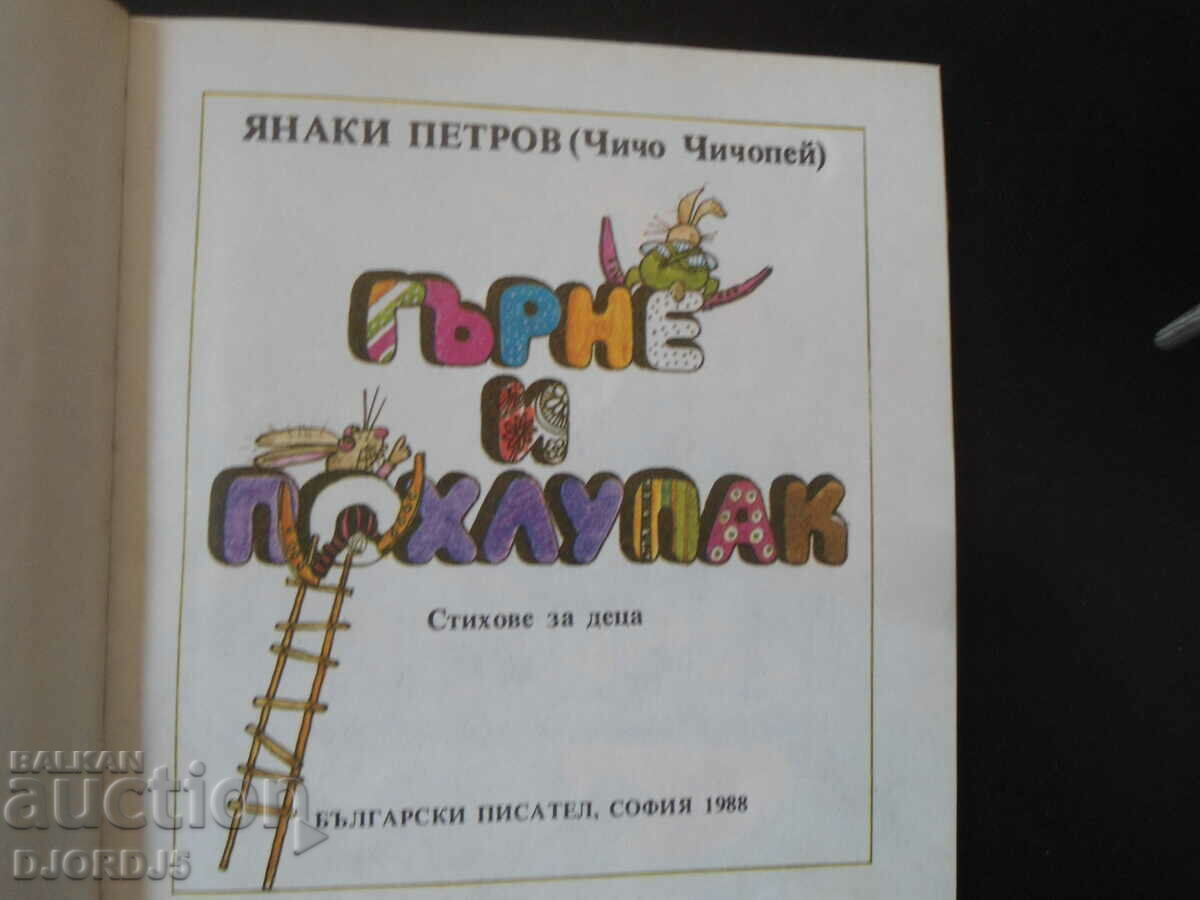 ЯНАКИ ПЕТРОВ (Чичо Чичопей)
ГЪРНЕ
И
ПОХЛУПАК
Стихове за деца
БЪЛГАРСКИ ПИСАТЕЛ, СОФИЯ 1988
BALKAN
auction
DJORDJ5